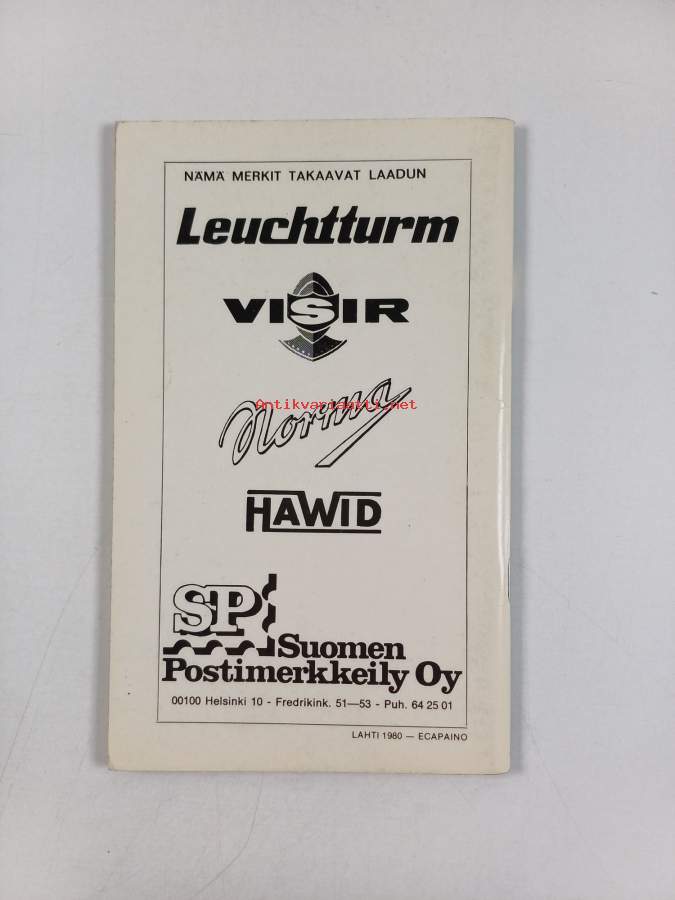 NÄMÄ MERKIT TAKAAVAT LAADUN
Leuchtturm
VISIR
Antikvariaatti.net
Norma
HAWID
SP
Suomen
Postimerkkeily Oy
00100 Helsinki 10 - Fredrikink. 51—53 - Puh. 64 25 01
LAHTI 1980 — ECAPAINO